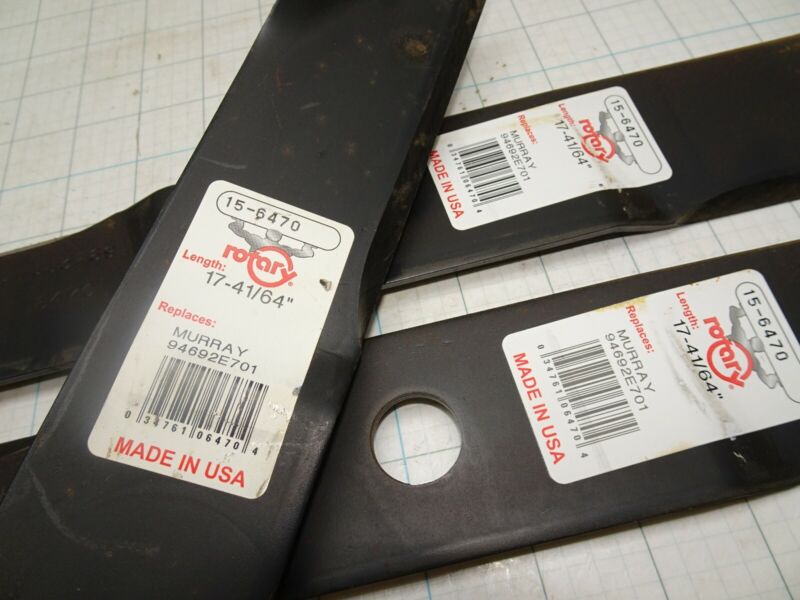 15-6470
rotary®
Length:
17-41/64"
Replaces:
MURRAY
94692E701
0 34761 06470 4
MADE IN USA
15-6470
rotary
Length:
17-41/64"
Replaces:
MURRAY
94692E701
0 34761 06470 4
MADE IN USA
15-6470
rotary®
Length:
17-41/64"
Replaces:
MURRAY
94692E701
0 34761 06470 4
MADE IN USA